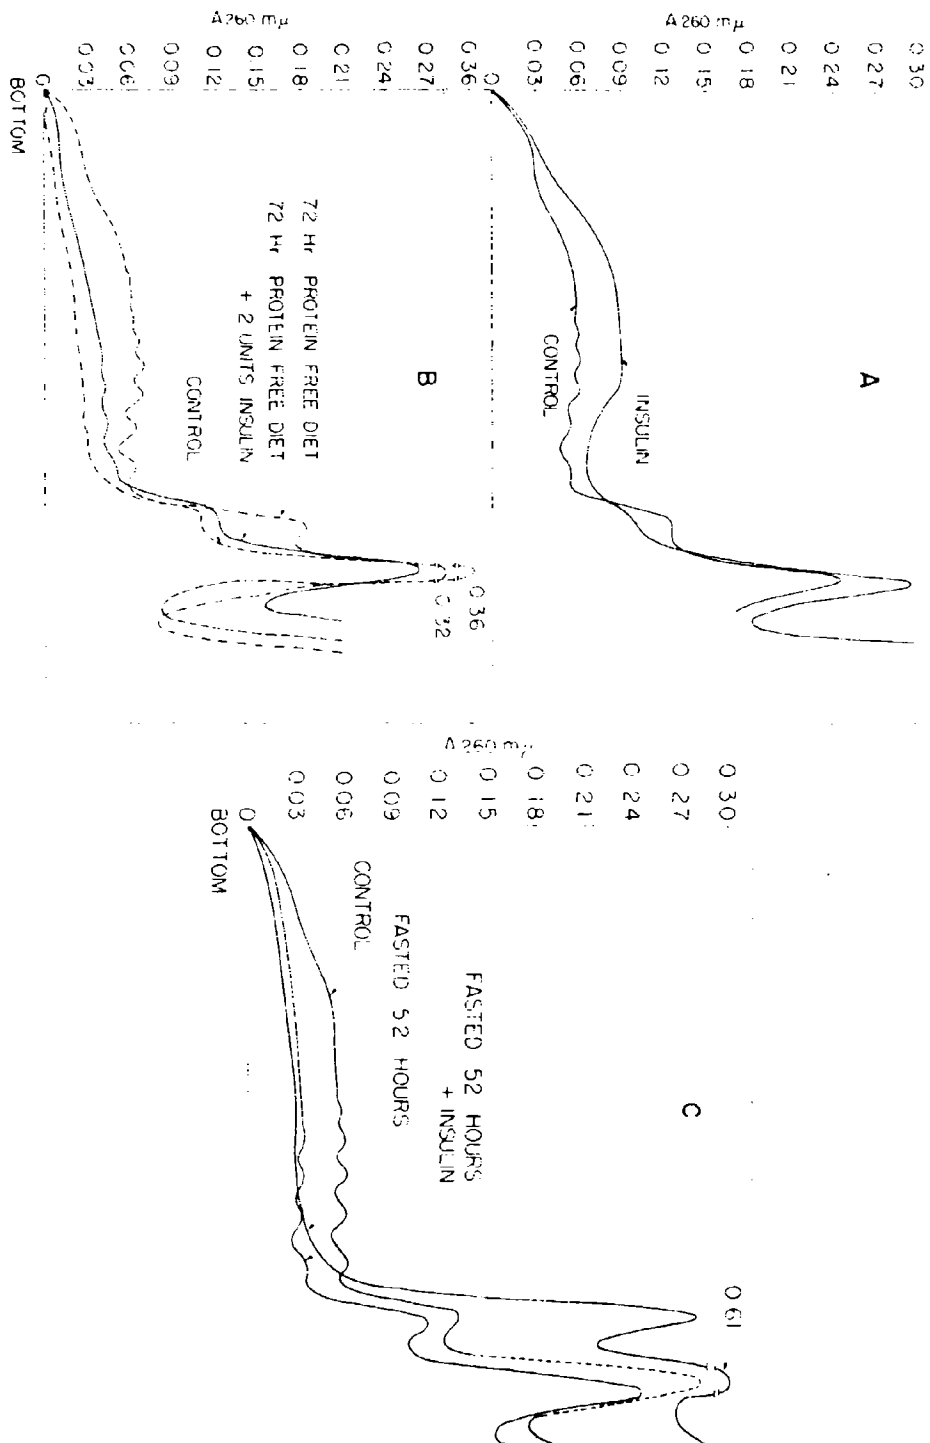 A 260 mμ
0.30
0.27
0.24
0.21
0.18
0.15
0.12
0.09
0.06
0.03
0
A
INSULIN
CONTROL
A 260 mμ
0.36
0.27
0.24
0.21
0.18
0.15
0.12
0.09
0.06
0.03
0
BOTTOM
B
72 Hr PROTEIN FREE DIET
72 Hr PROTEIN FREE DIET
+ 2 UNITS INSULIN
CONTROL
0.36
0.32
A 260 mμ
0.30
0.27
0.24
0.21
0.18
0.15
0.12
0.09
0.06
0.03
0
BOTTOM
C
0.61
FASTED 52 HOURS
+ INSULIN
FASTED 52 HOURS
CONTROL